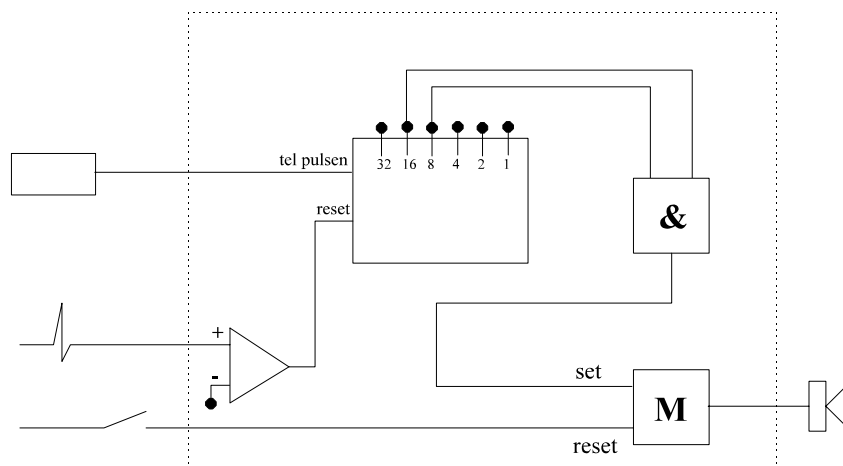 tel pulsen
32 16 8 4 2 1
reset
&
+
-
set
M
reset